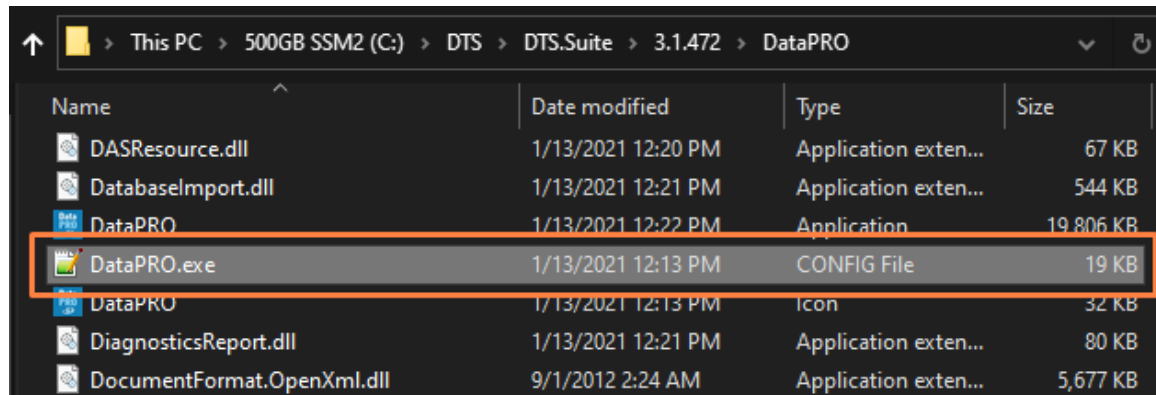 This PC > 500GB SSM2 (C:) > DTS > DTS.Suite > 3.1.472 > DataPRO
Name Date modified Type Size
DASResource.dll 1/13/2021 12:20 PM Application exten... 67 KB
DatabaseImport.dll 1/13/2021 12:21 PM Application exten... 544 KB
DataPRO 1/13/2021 12:22 PM Application 19,806 KB
DataPRO.exe 1/13/2021 12:13 PM CONFIG File 19 KB
DataPRO 1/13/2021 12:13 PM Icon 32 KB
DiagnosticsReport.dll 1/13/2021 12:21 PM Application exten... 80 KB
DocumentFormat.OpenXml.dll 9/1/2012 2:24 AM Application exten... 5,677 KB